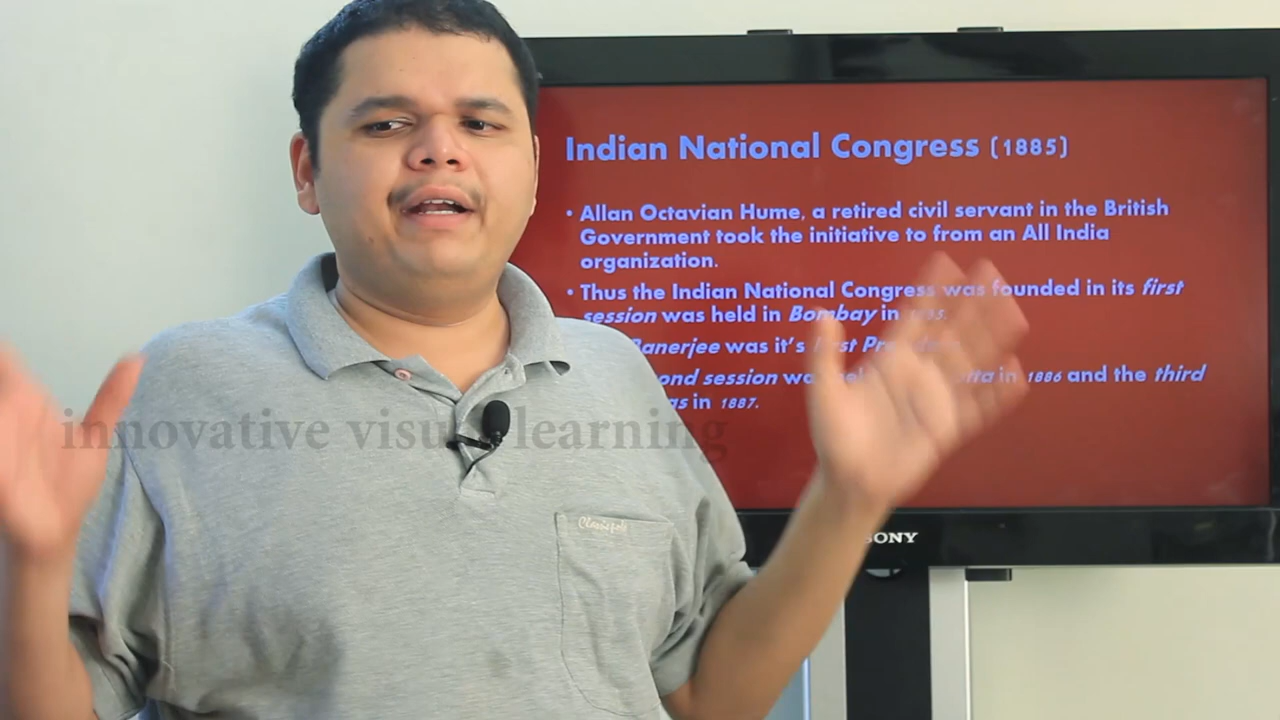 Indian National Congress (1885)
• Allan Octavian Hume, a retired civil servant in the British
Government took the initiative to from an All India
organization.
• Thus the Indian National Congress was founded in its first
session was held in Bombay in
Banerjee was it's
session in 1886 and the third
in 1887.
innovative visual learning
Classic polo
SONY